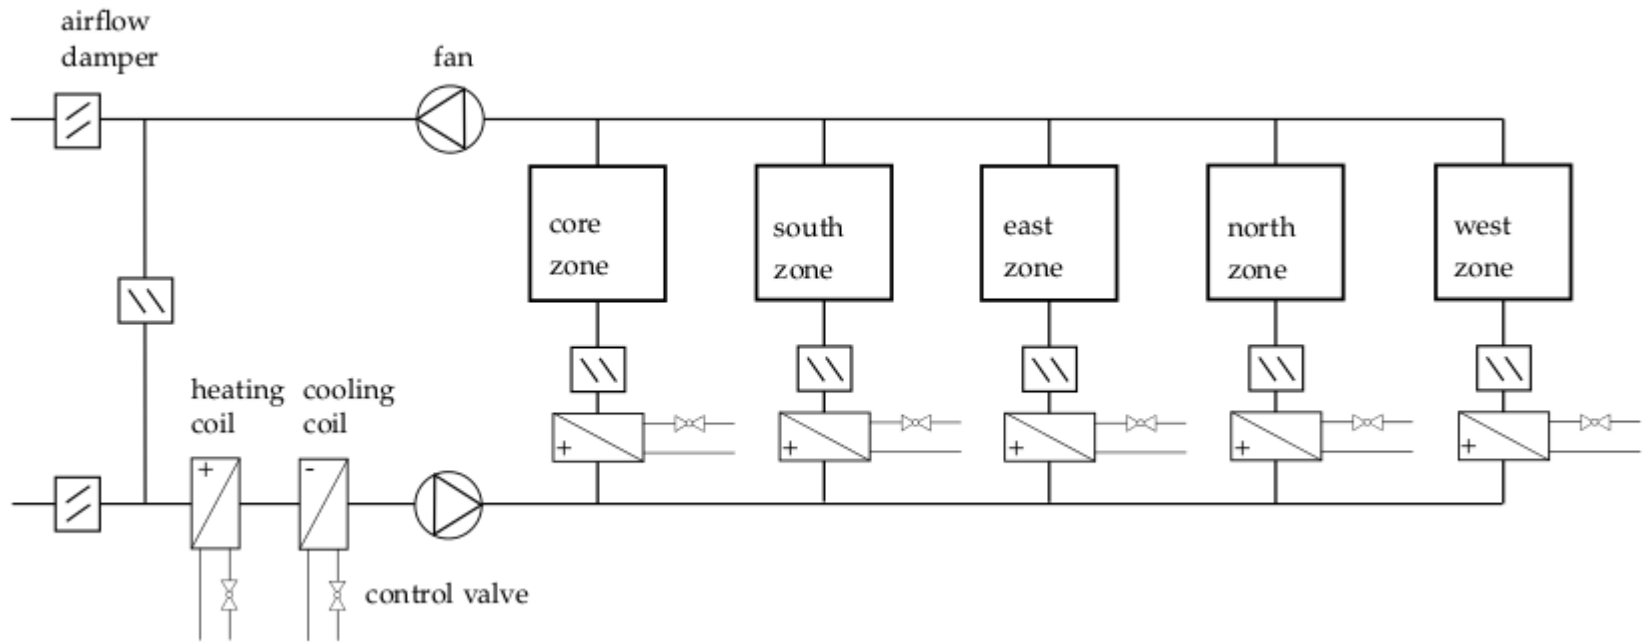 airflow
damper
fan
core
zone
south
zone
east
zone
north
zone
west
zone
heating
coil
cooling
coil
+
-
+
+
+
+
+
control valve